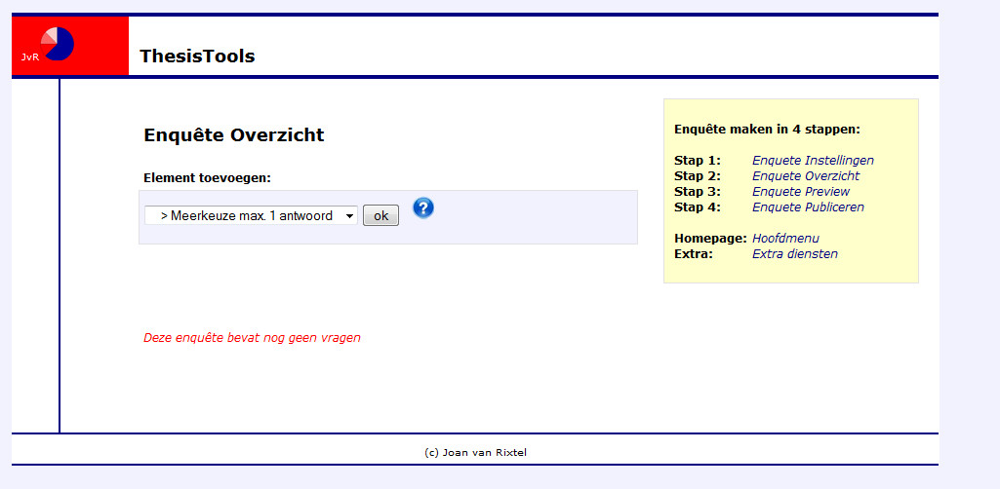 JvR
ThesisTools
Enquête Overzicht
Element toevoegen:
> Meerkeuze max. 1 antwoord
ok
?
Deze enquête bevat nog geen vragen
Enquête maken in 4 stappen:
Stap 1: Enquete Instellingen
Stap 2: Enquete Overzicht
Stap 3: Enquete Preview
Stap 4: Enquete Publiceren
Homepage: Hoofdmenu
Extra: Extra diensten
(c) Joan van Rixtel